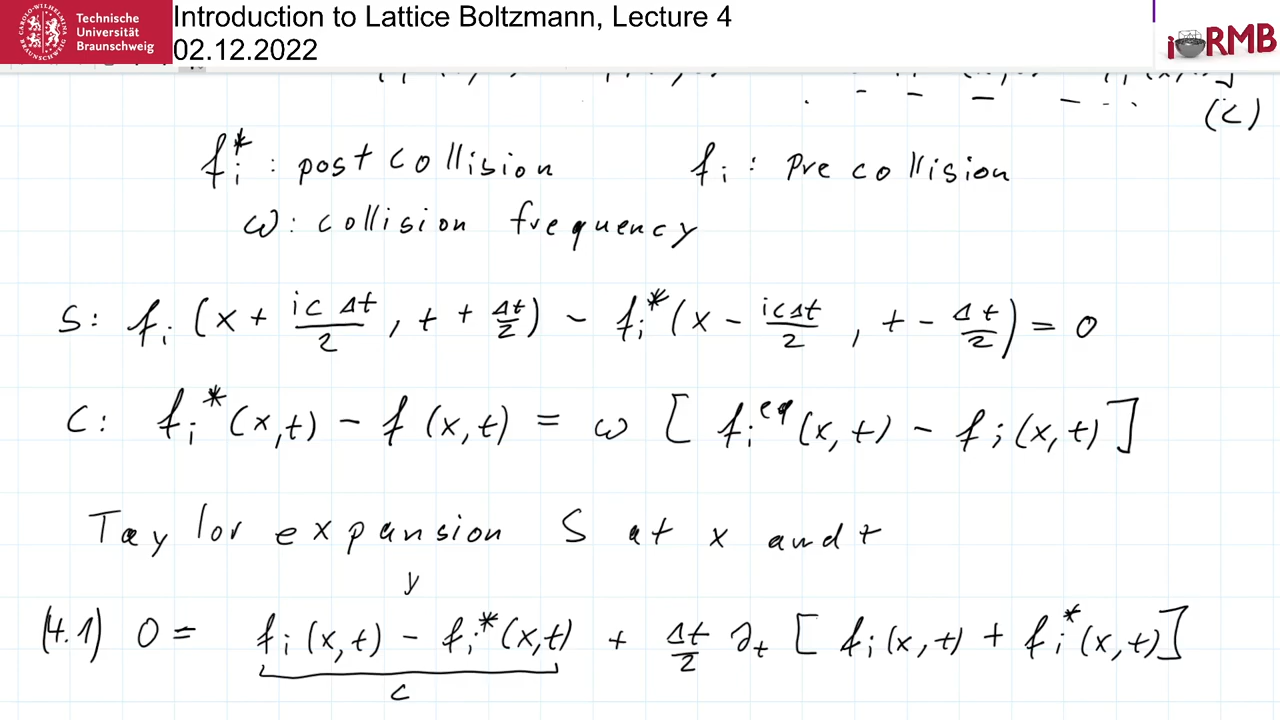 Technische
Universität
Braunschweig
Introduction to Lattice Boltzmann, Lecture 4
02.12.2022
iRMB
(C)
f_i^* : post collision    f_i : Pre collision
ω: collision frequency
S: f_i (x + ic Δt/2, t + Δt/2) - f_i^* (x - icΔt/2, t - Δt/2) = 0
C: f_i^* (x,t) - f (x,t) = ω [ f_i^eq (x,t) - f_i (x,t) ]
Taylor expansion S at x and t
(4.1) 0 = f_i (x,t) - f_i^* (x,t) + Δt/2 ∂_t [ f_i (x,t) + f_i^* (x,t) ]
C